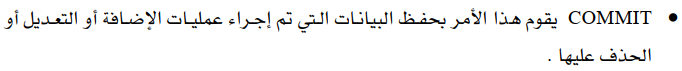 • COMMIT يقوم هذا الأمر بحفظ البيانات التي تم إجراء عمليات الإضافة أو التعديل أو
الحذف عليها .